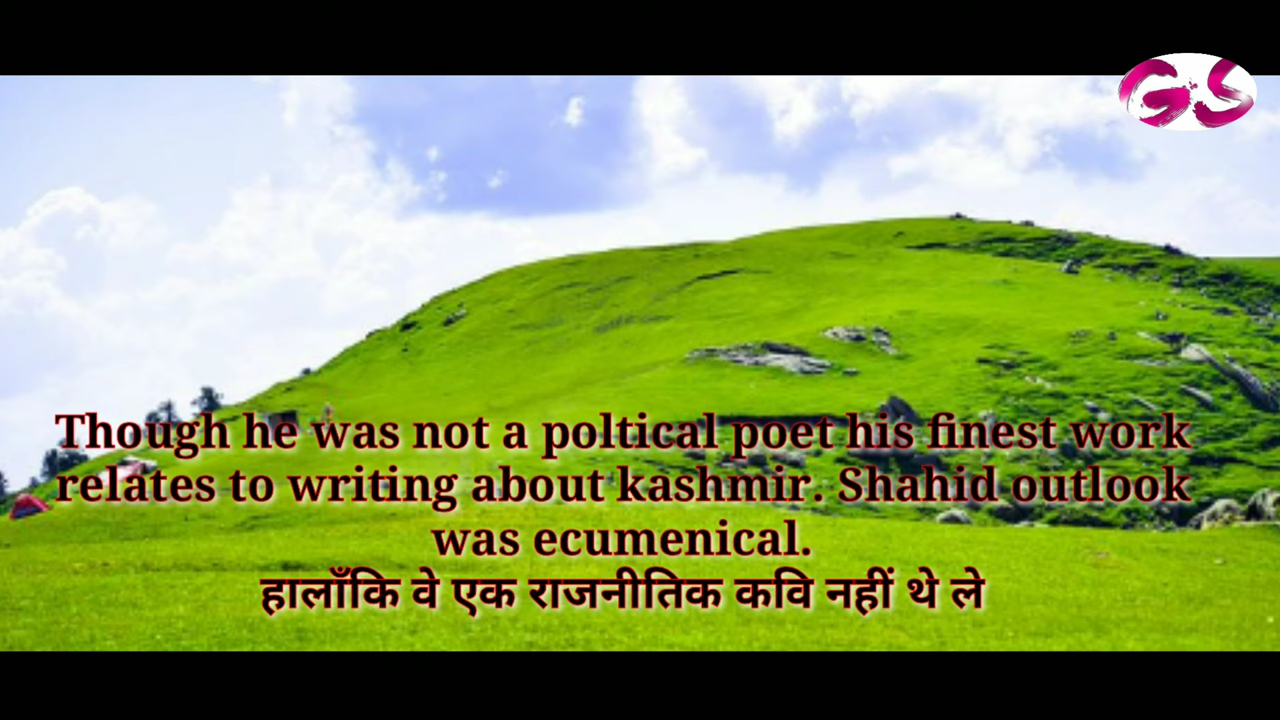 GS
Though he was not a poltical poet his finest work
relates to writing about kashmir. Shahid outlook
was ecumenical.
हालाँकि वे एक राजनीतिक कवि नहीं थे ले